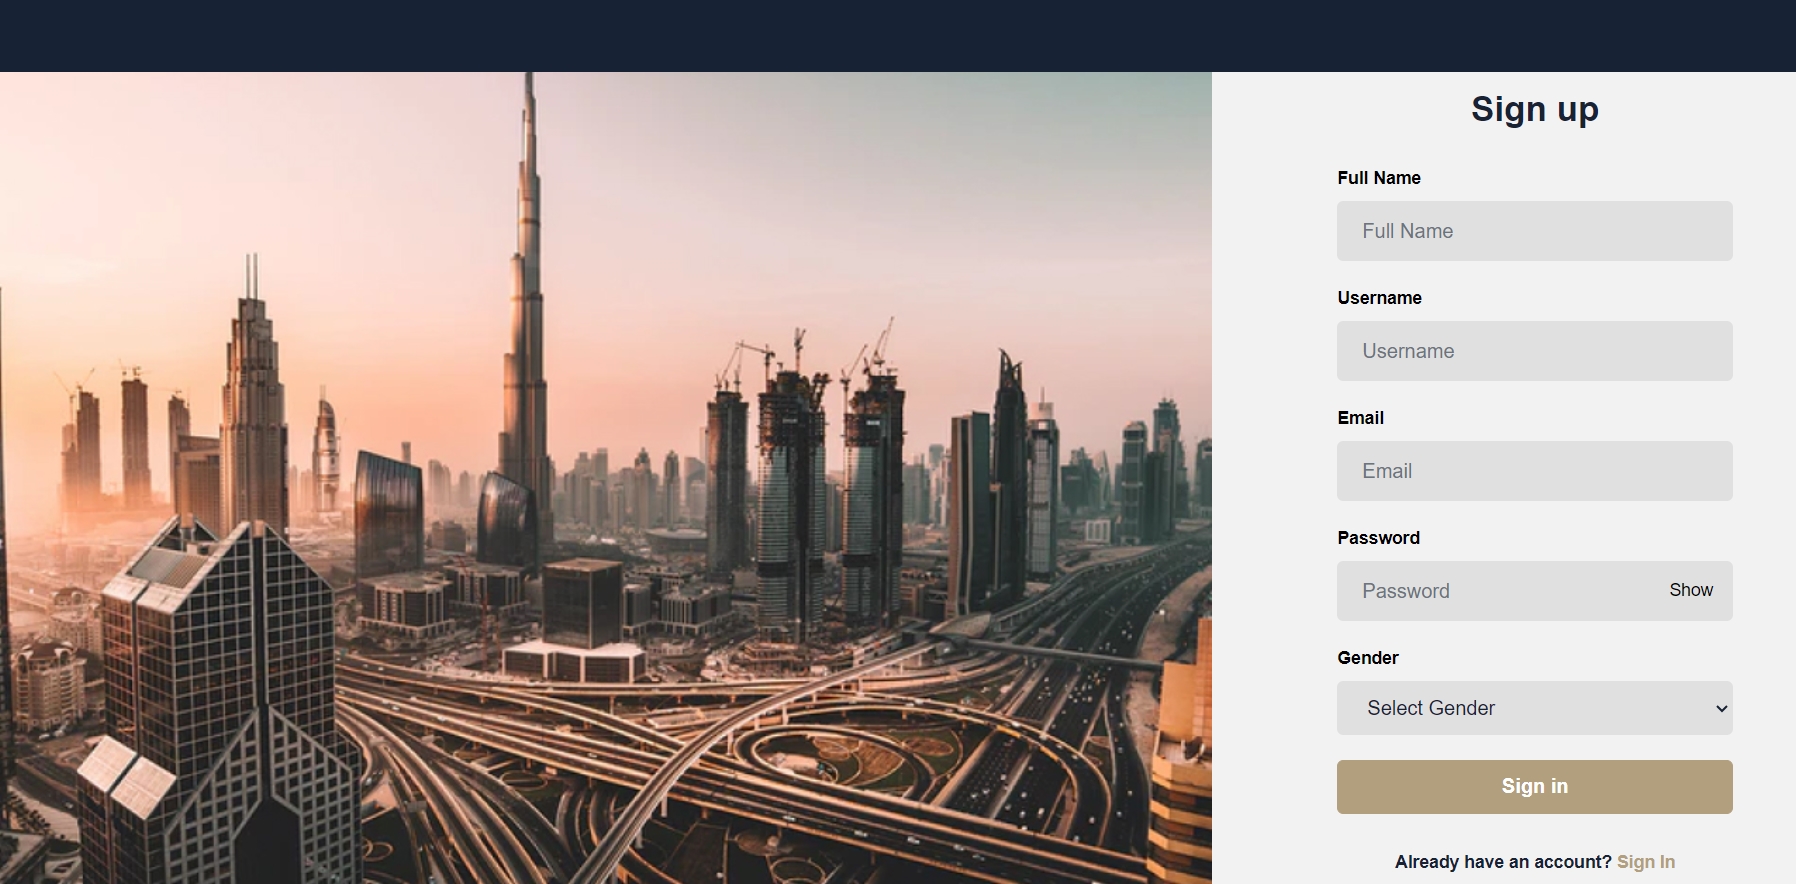 Sign up
Full Name
Full Name
Username
Username
Email
Email
Password
Password Show
Gender
Select Gender
Sign in
Already have an account? Sign In